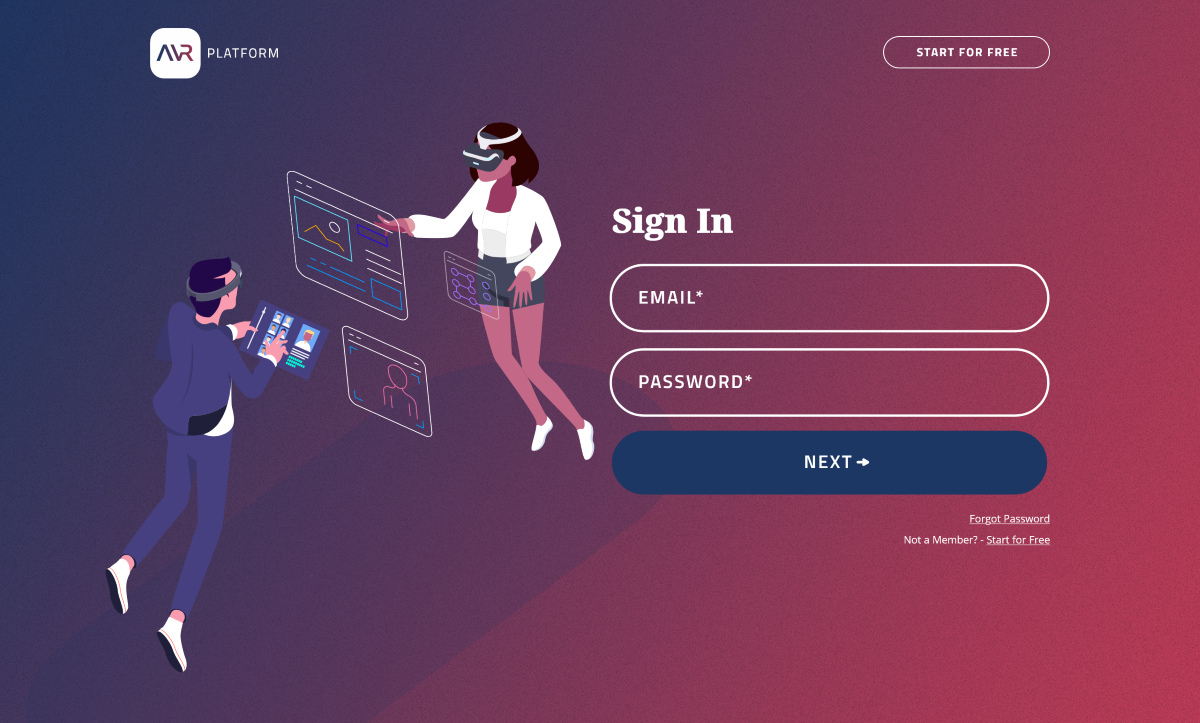 AVR PLATFORM
START FOR FREE
Sign In
EMAIL*
PASSWORD*
NEXT
Forgot Password
Not a Member? - Start for Free